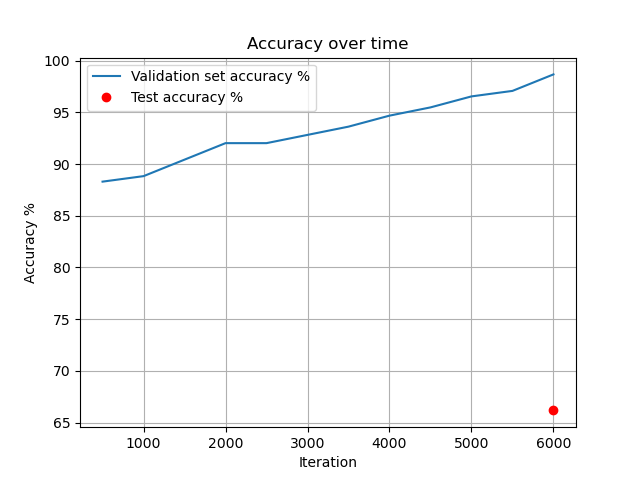 Accuracy over time
Validation set accuracy %
Test accuracy %
Accuracy %
100
95
90
85
80
75
70
65
1000 2000 3000 4000 5000 6000
Iteration